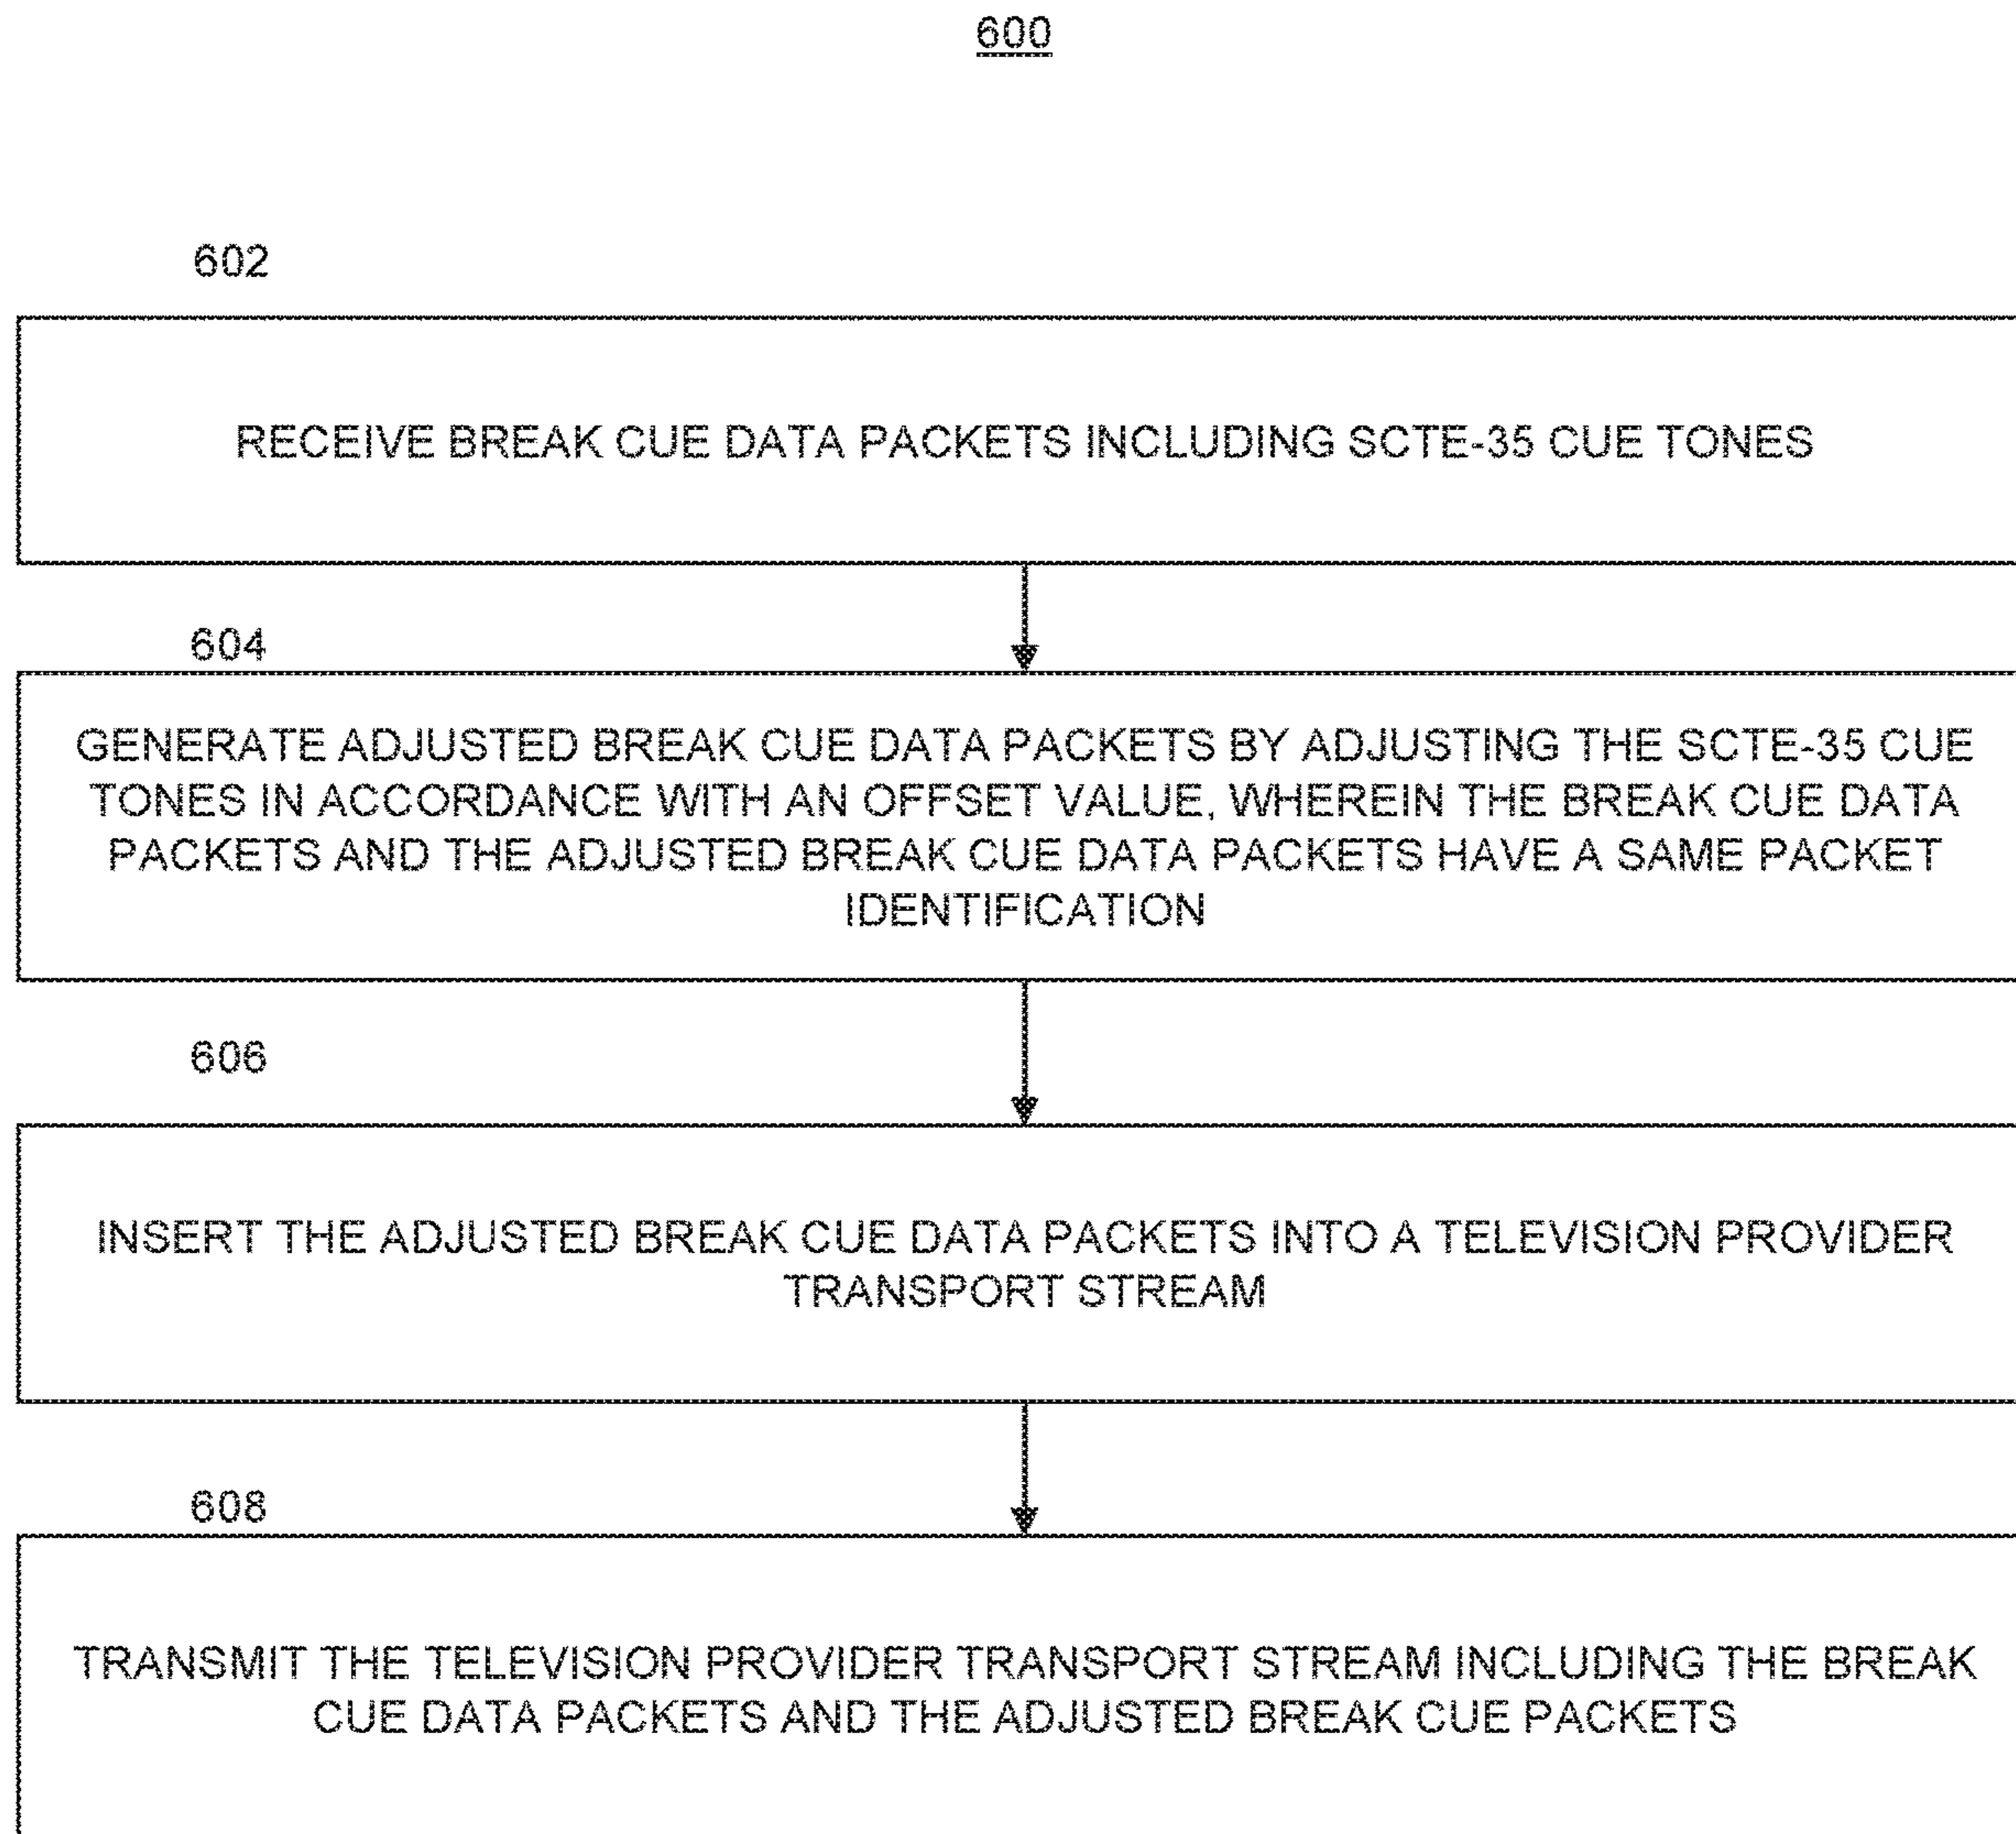 600
602
RECEIVE BREAK CUE DATA PACKETS INCLUDING SCTE-35 CUE TONES
604
GENERATE ADJUSTED BREAK CUE DATA PACKETS BY ADJUSTING THE SCTE-35 CUE
TONES IN ACCORDANCE WITH AN OFFSET VALUE, WHEREIN THE BREAK CUE DATA
PACKETS AND THE ADJUSTED BREAK CUE DATA PACKETS HAVE A SAME PACKET
IDENTIFICATION
606
INSERT THE ADJUSTED BREAK CUE DATA PACKETS INTO A TELEVISION PROVIDER
TRANSPORT STREAM
608
TRANSMIT THE TELEVISION PROVIDER TRANSPORT STREAM INCLUDING THE BREAK
CUE DATA PACKETS AND THE ADJUSTED BREAK CUE PACKETS